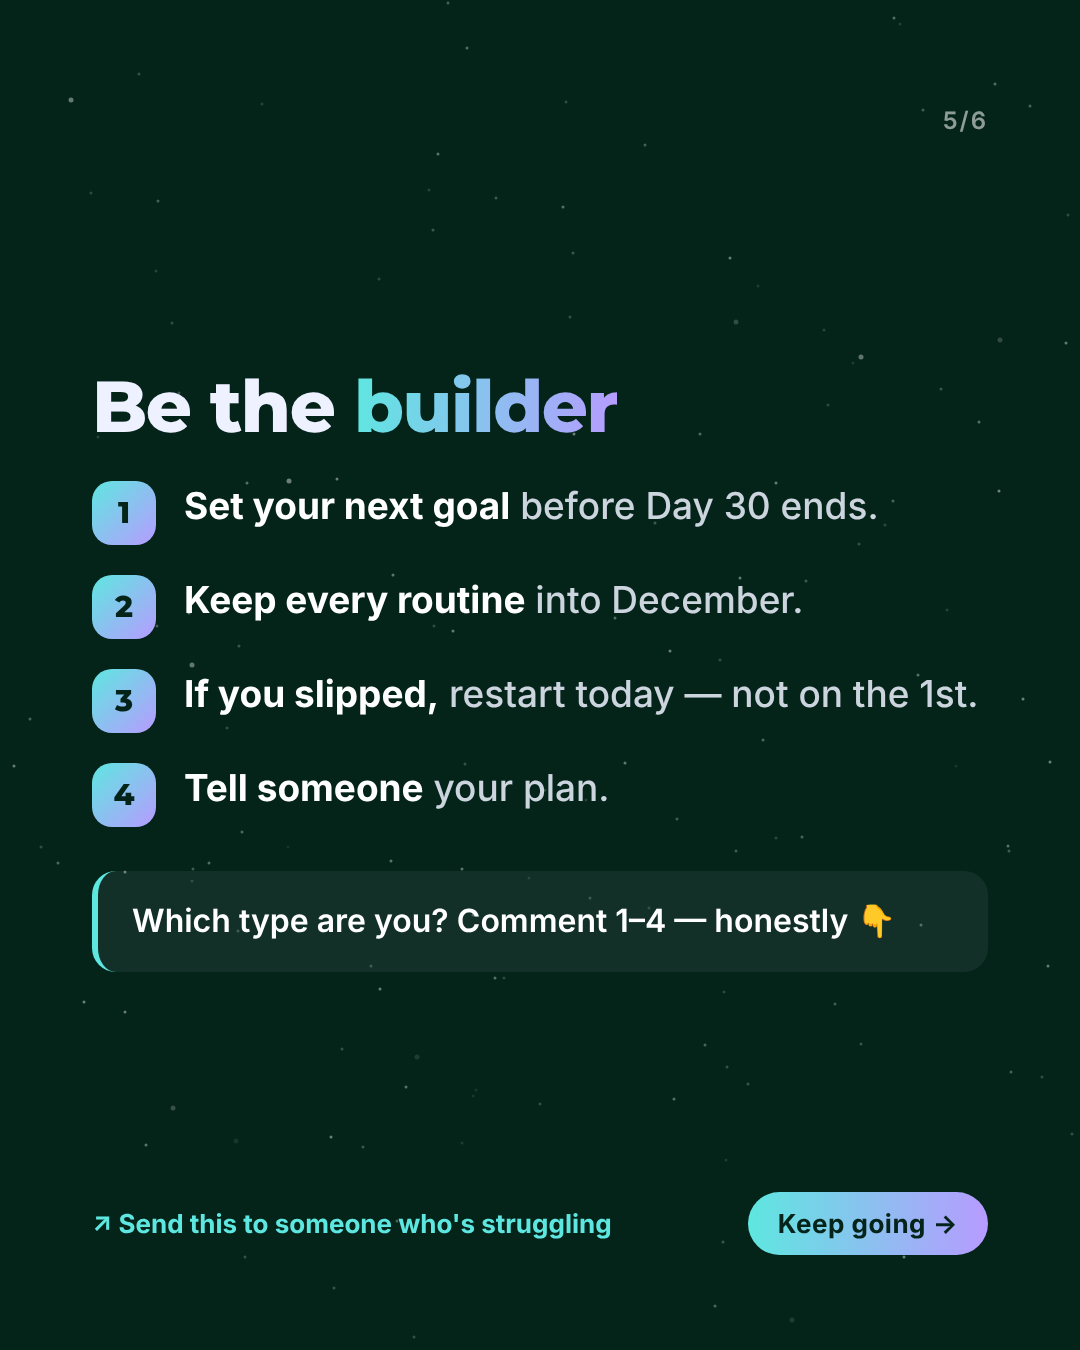 5/6
Be the builder
1 Set your next goal before Day 30 ends.
2 Keep every routine into December.
3 If you slipped, restart today — not on the 1st.
4 Tell someone your plan.
Which type are you? Comment 1–4 — honestly 👇
↗ Send this to someone who's struggling
Keep going →